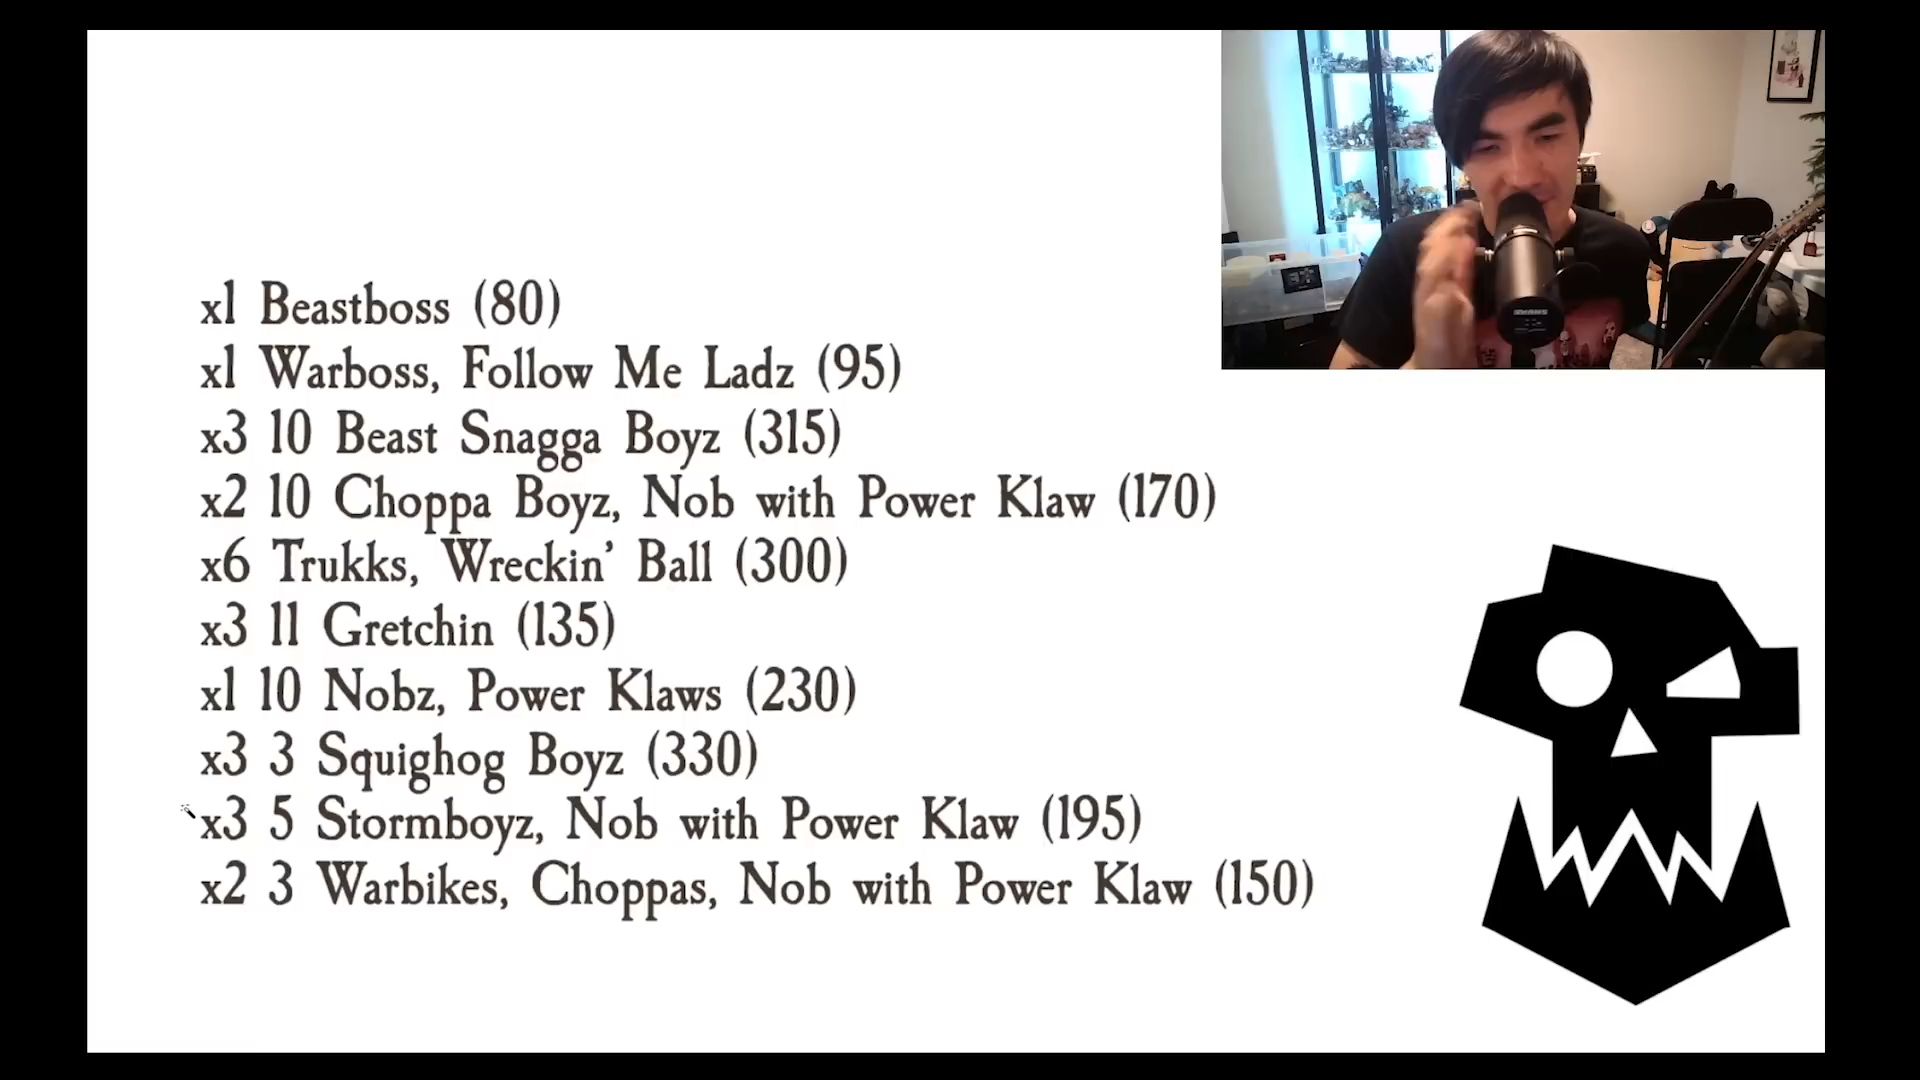 x1 Beastboss (80)
x1 Warboss, Follow Me Ladz (95)
x3 10 Beast Snagga Boyz (315)
x2 10 Choppa Boyz, Nob with Power Klaw (170)
x6 Trukks, Wreckin' Ball (300)
x3 11 Gretchin (135)
x1 10 Nobz, Power Klaws (230)
x3 3 Squighog Boyz (330)
x3 5 Stormboyz, Nob with Power Klaw (195)
x2 3 Warbikes, Choppas, Nob with Power Klaw (150)